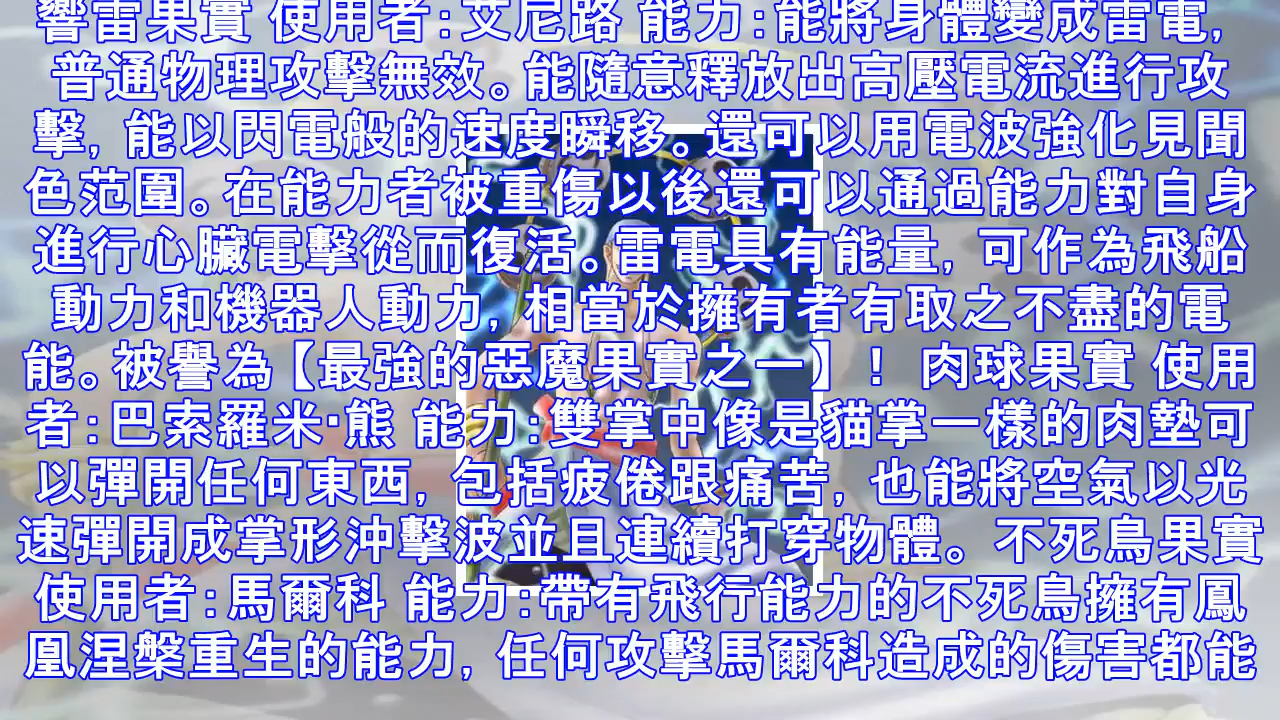 響雷果實 使用者:艾尼路 能力:能將身體變成雷電,
普通物理攻擊無效。能隨意釋放出高壓電流進行攻
擊, 能以閃電般的速度瞬移。還可以用電波強化見聞
色范圍。在能力者被重傷以後還可以通過能力對自身
進行心臟電擊從而復活。雷電具有能量, 可作為飛船
動力和機器人動力, 相當於擁有者有取之不盡的電
能。被譽為【最強的惡魔果實之一】! 肉球果實 使用
者:巴索羅米·熊 能力:雙掌中像是貓掌一樣的肉墊可
以彈開任何東西, 包括疲倦跟痛苦, 也能將空氣以光
速彈開成掌形沖擊波並且連續打穿物體。 不死鳥果實
使用者:馬爾科 能力:帶有飛行能力的不死鳥擁有鳳
凰涅槃重生的能力, 任何攻擊馬爾科造成的傷害都能